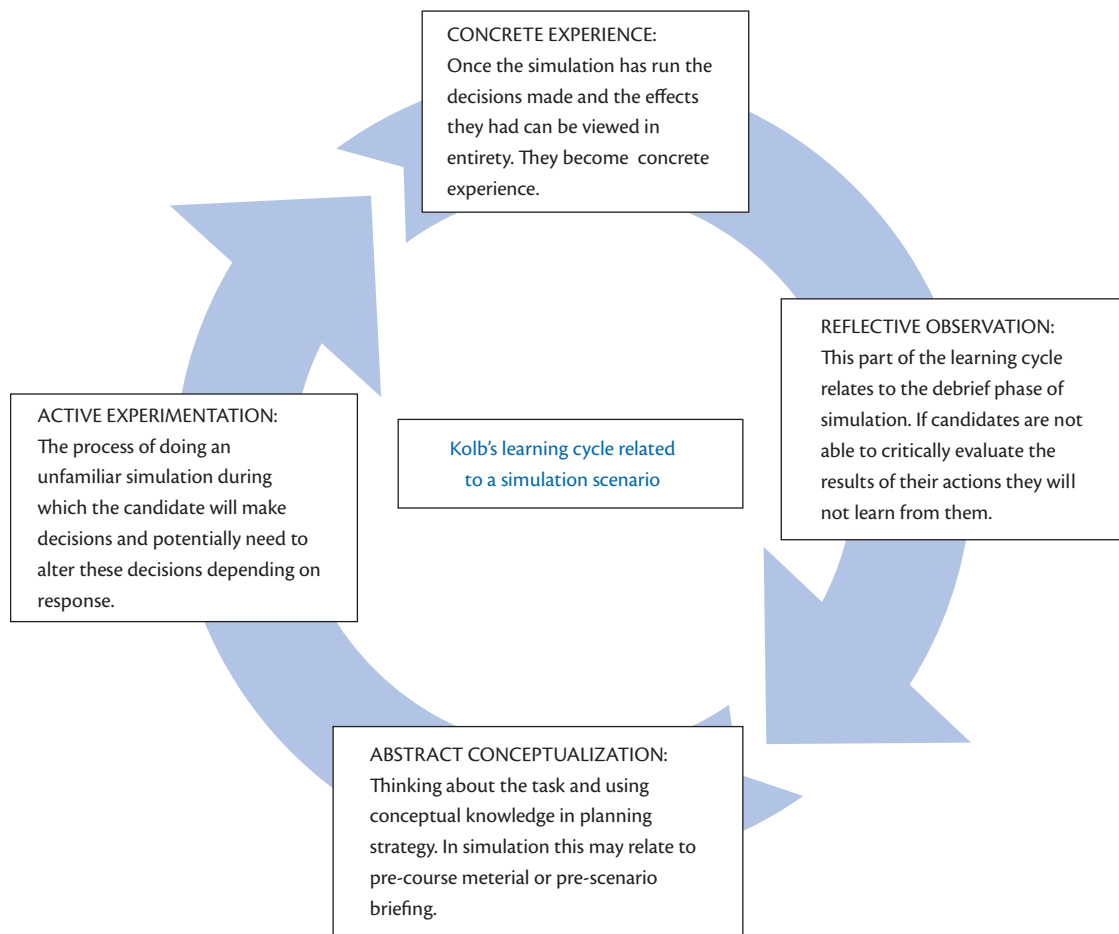 CONCRETE EXPERIENCE:
Once the simulation has run the
decisions made and the effects
they had can be viewed in
entirety. They become concrete
experience.
REFLECTIVE OBSERVATION:
This part of the learning cycle
relates to the debrief phase of
simulation. If candidates are not
able to critically evaluate the
results of their actions they will
not learn from them.
ABSTRACT CONCEPTUALIZATION:
Thinking about the task and using
conceptual knowledge in planning
strategy. In simulation this may relate to
pre-course meterial or pre-scenario
briefing.
ACTIVE EXPERIMENTATION:
The process of doing an
unfamiliar simulation during
which the candidate will make
decisions and potentially need to
alter these decisions depending on
response.
Kolb's learning cycle related
to a simulation scenario